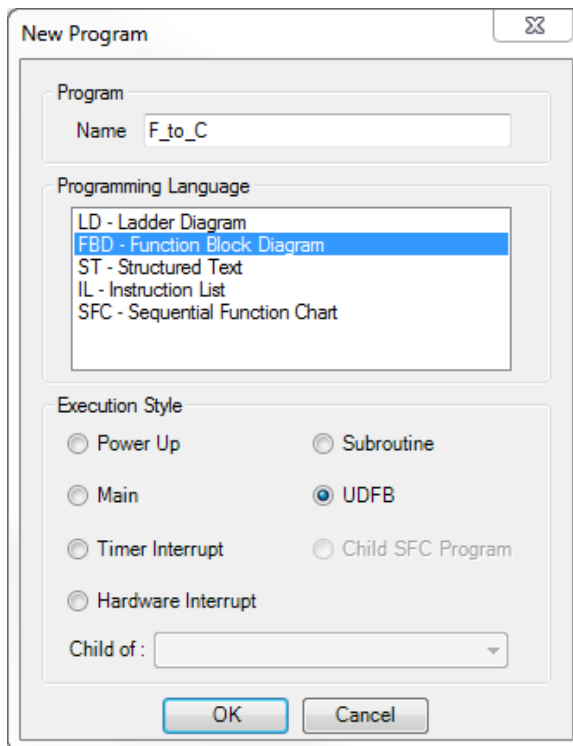 New Program
Program
Name F_to_C
Programming Language
LD - Ladder Diagram
FBD - Function Block Diagram
ST - Structured Text
IL - Instruction List
SFC - Sequential Function Chart
Execution Style
Power Up Subroutine
Main UDFB
Timer Interrupt Child SFC Program
Hardware Interrupt
Child of :
OK Cancel